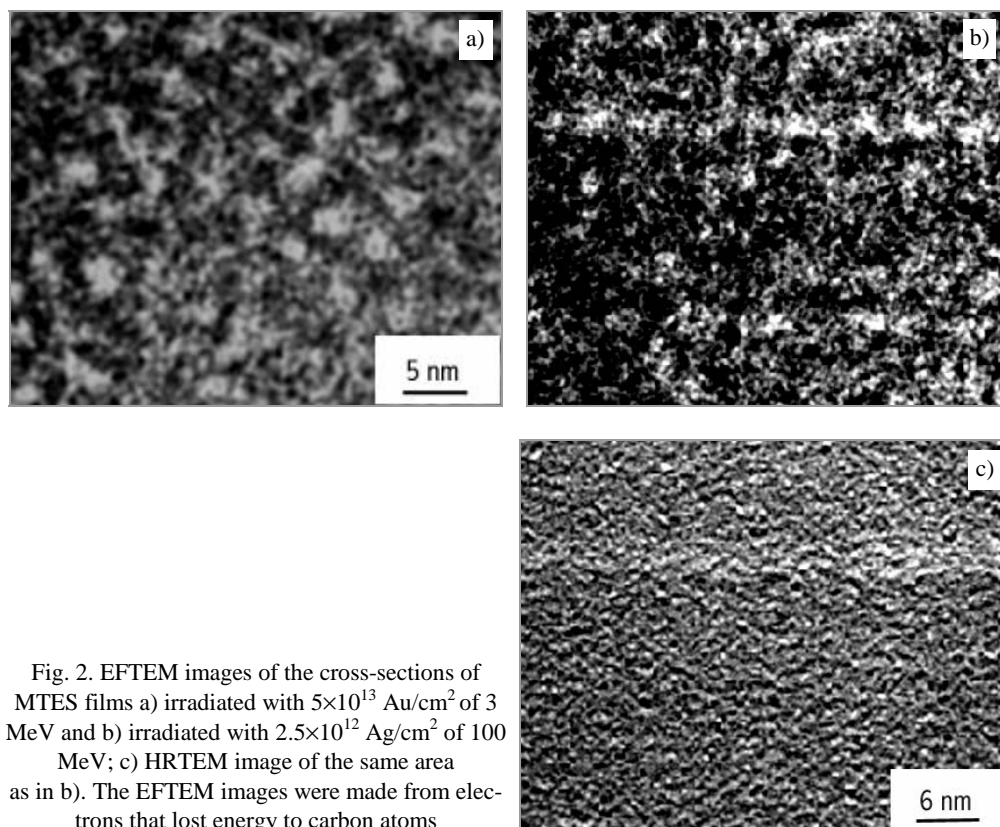 a)
b)
5 nm
c)
Fig. 2. EFTEM images of the cross-sections of
MTES films a) irradiated with 5×10¹³ Au/cm² of 3
MeV and b) irradiated with 2.5×10¹² Ag/cm² of 100
MeV; c) HRTEM image of the same area
as in b). The EFTEM images were made from elec-
trons that lost energy to carbon atoms
6 nm